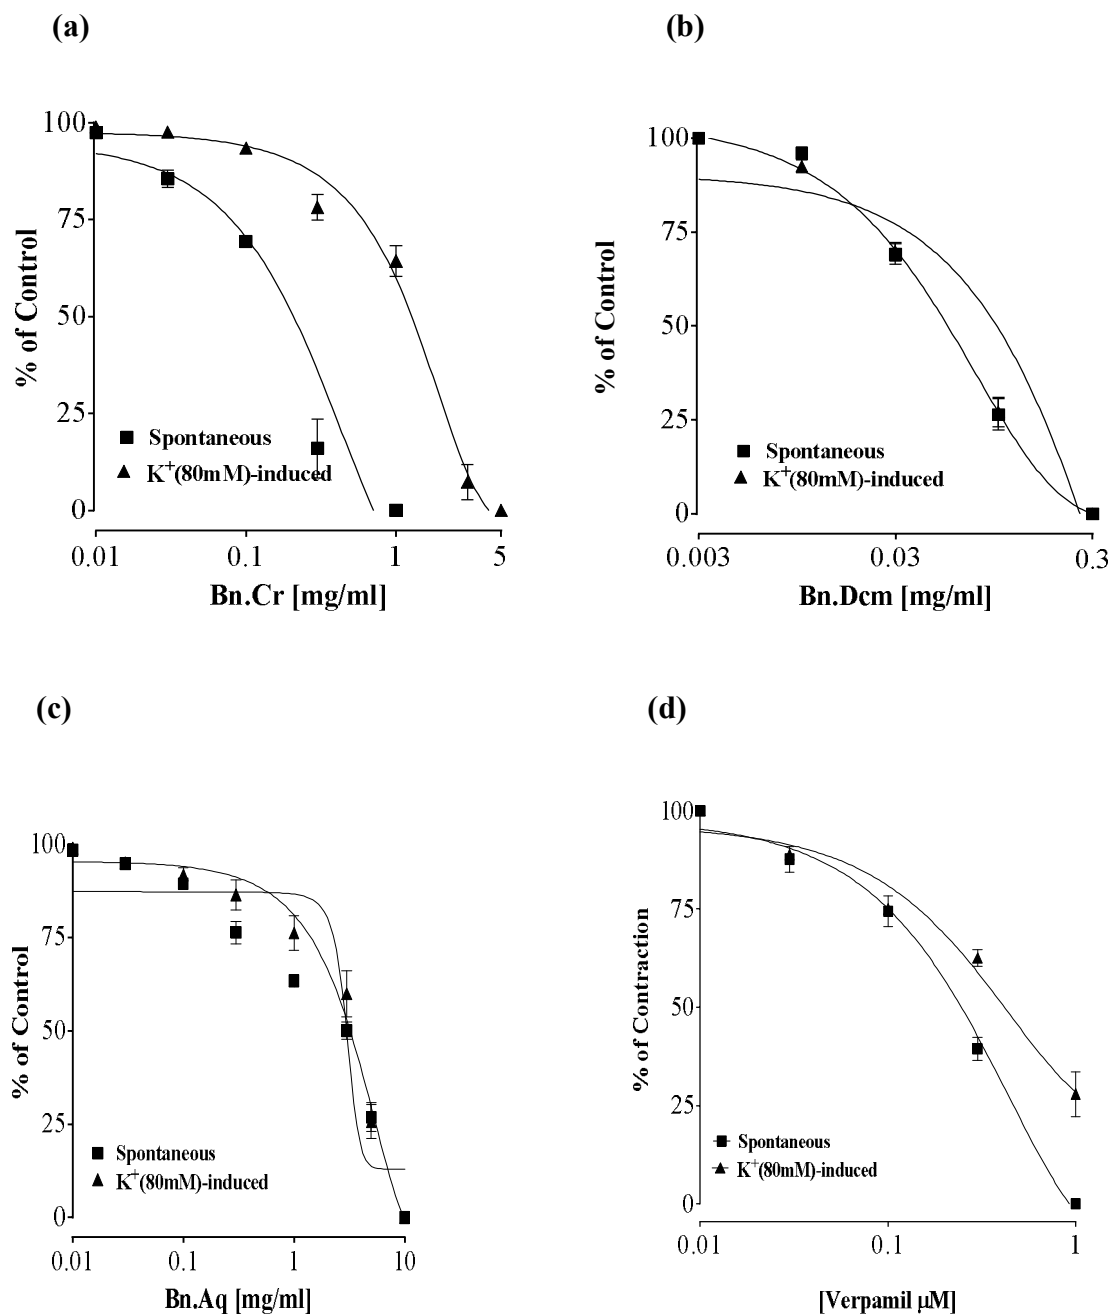 (a)
100
75
50
25
0
% of Control
Spontaneous
K+(80mM)-induced
0.01 0.1 1 5
Bn.Cr [mg/ml]
(b)
100
75
50
25
0
% of Control
Spontaneous
K+(80mM)-induced
0.003 0.03 0.3
Bn.Dcm [mg/ml]
(c)
100
75
50
25
0
% of Control
Spontaneous
K+(80mM)-induced
0.01 0.1 1 10
Bn.Aq [mg/ml]
(d)
100
75
50
25
0
% of Contraction
Spontaneous
K+(80mM)-induced
0.01 0.1 1
[Verpamil μM]